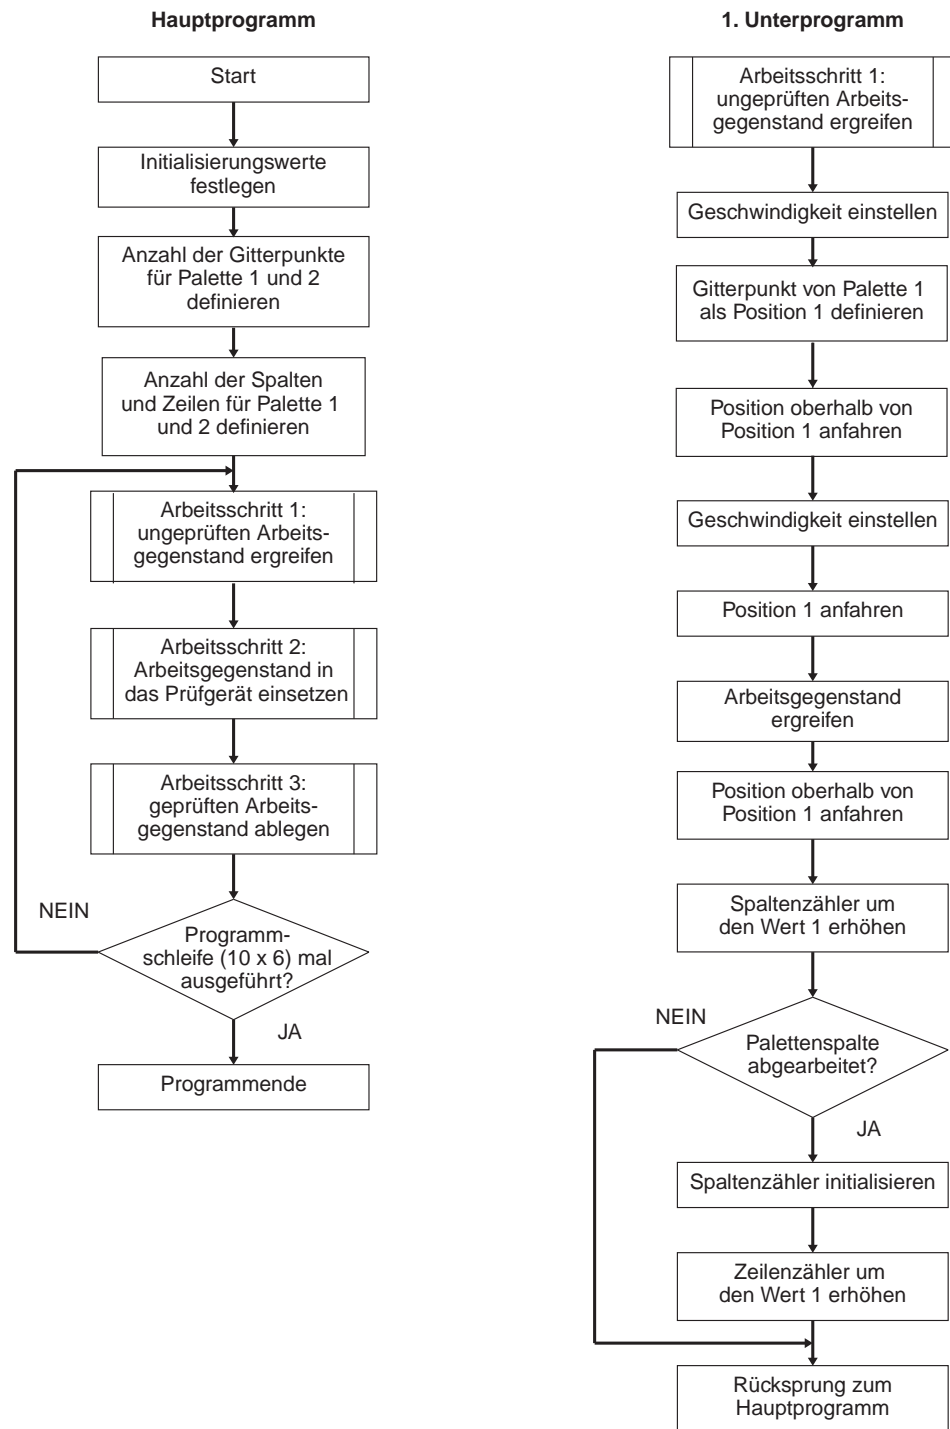 Hauptprogramm
Start
Initialisierungswerte
festlegen
Anzahl der Gitterpunkte
für Palette 1 und 2
definieren
Anzahl der Spalten
und Zeilen für Palette 1
und 2 definieren
Arbeitsschritt 1:
ungeprüften Arbeits-
gegenstand ergreifen
Arbeitsschritt 2:
Arbeitsgegenstand in
das Prüfgerät einsetzen
Arbeitsschritt 3:
geprüften Arbeits-
gegenstand ablegen
NEIN
Programm-
schleife (10 x 6) mal
ausgeführt?
JA
Programmende
1. Unterprogramm
Arbeitsschritt 1:
ungeprüften Arbeits-
gegenstand ergreifen
Geschwindigkeit einstellen
Gitterpunkt von Palette 1
als Position 1 definieren
Position oberhalb von
Position 1 anfahren
Geschwindigkeit einstellen
Position 1 anfahren
Arbeitsgegenstand
ergreifen
Position oberhalb von
Position 1 anfahren
Spaltenzähler um
den Wert 1 erhöhen
NEIN
Palettenspalte
abgearbeitet?
JA
Spaltenzähler initialisieren
Zeilenzähler um
den Wert 1 erhöhen
Rücksprung zum
Hauptprogramm